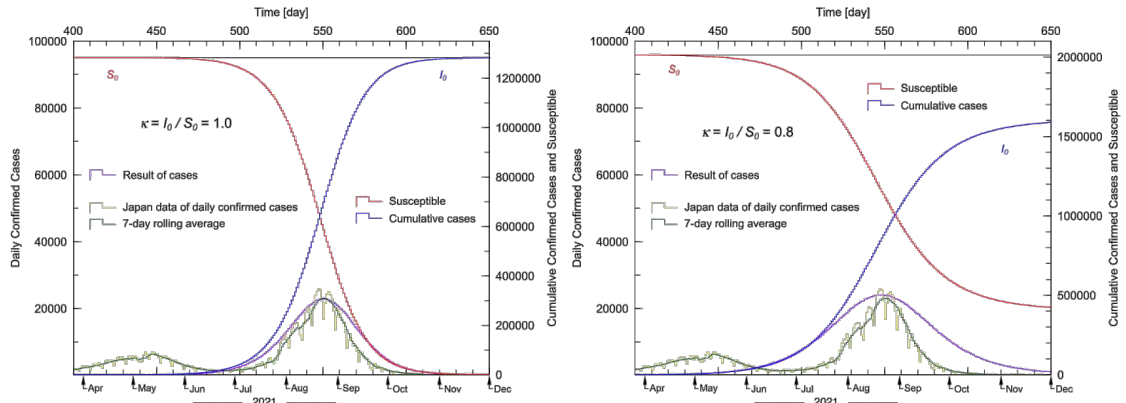 Time [day]
400 450 500 550 600 650
100000
80000
60000
40000
20000
0
Daily Confirmed Cases
S0
I0
κ = I0 / S0 = 1.0
Result of cases
Japan data of daily confirmed cases
7-day rolling average
Susceptible
Cumulative cases
1200000
1000000
800000
600000
400000
200000
0
Cumulative Confirmed Cases and Susceptible
Apr May Jun Jul Aug Sep Oct Nov Dec
2021
Time [day]
400 450 500 550 600 650
100000
80000
60000
40000
20000
0
Daily Confirmed Cases
S0
Susceptible
Cumulative cases
κ = I0 / S0 = 0.8
I0
Result of cases
Japan data of daily confirmed cases
7-day rolling average
2000000
1500000
1000000
500000
0
Cumulative Confirmed Cases and Susceptible
Apr May Jun Jul Aug Sep Oct Nov Dec
2021